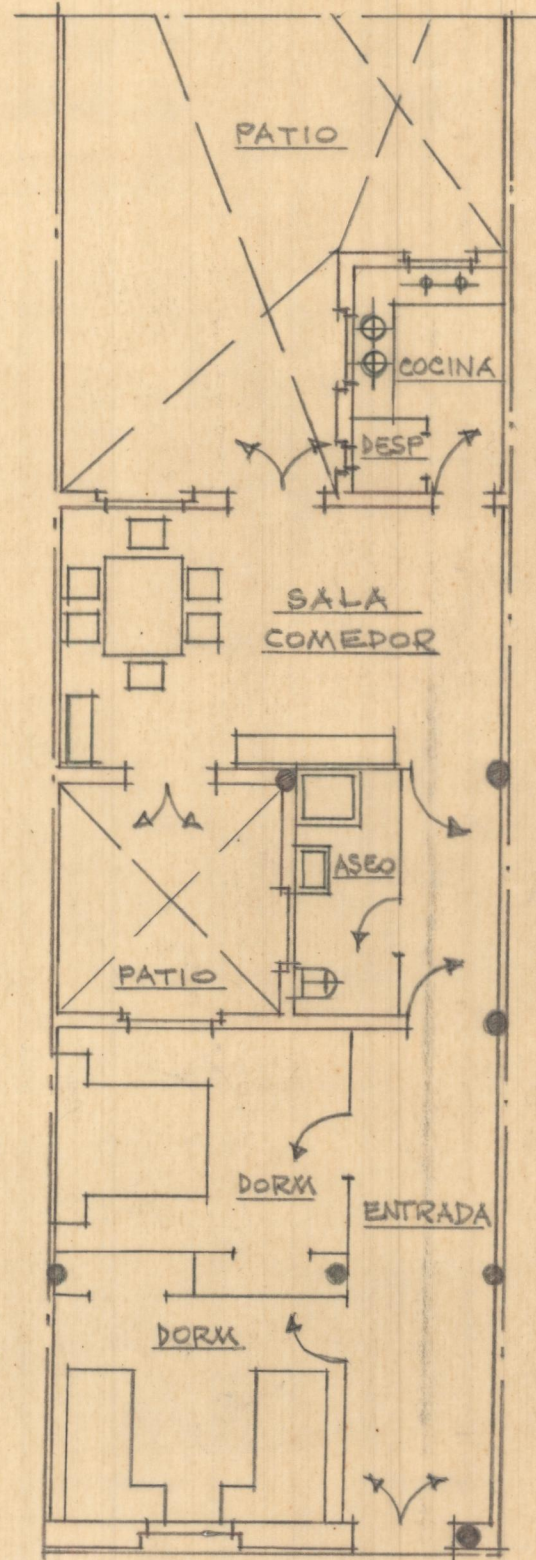 PATIO
COCINA
DESP
SALA
COMEDOR
ASEO
PATIO
DORM
ENTRADA
DORM